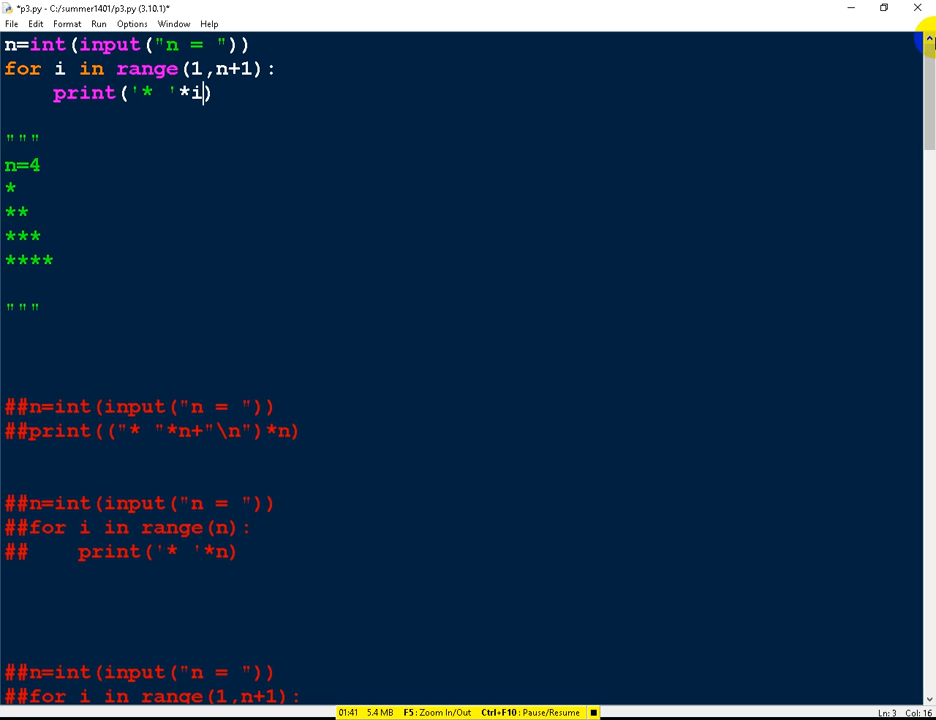 *p3.py - C:/summer1401/p3.py (3.10.1)*
File Edit Format Run Options Window Help
n=int(input("n = "))
for i in range(1,n+1):
    print('* '*i)
"""
n=4
*
**
***
****
"""
##n=int(input("n = "))
##print(("* "*n+"\n")*n)
##n=int(input("n = "))
##for i in range(n):
##    print('* '*n)
##n=int(input("n = "))
##for i in range(1,n+1):
01:41 5.4 MB F5: Zoom In/Out Ctrl+F10: Pause/Resume
Ln: 3 Col: 16